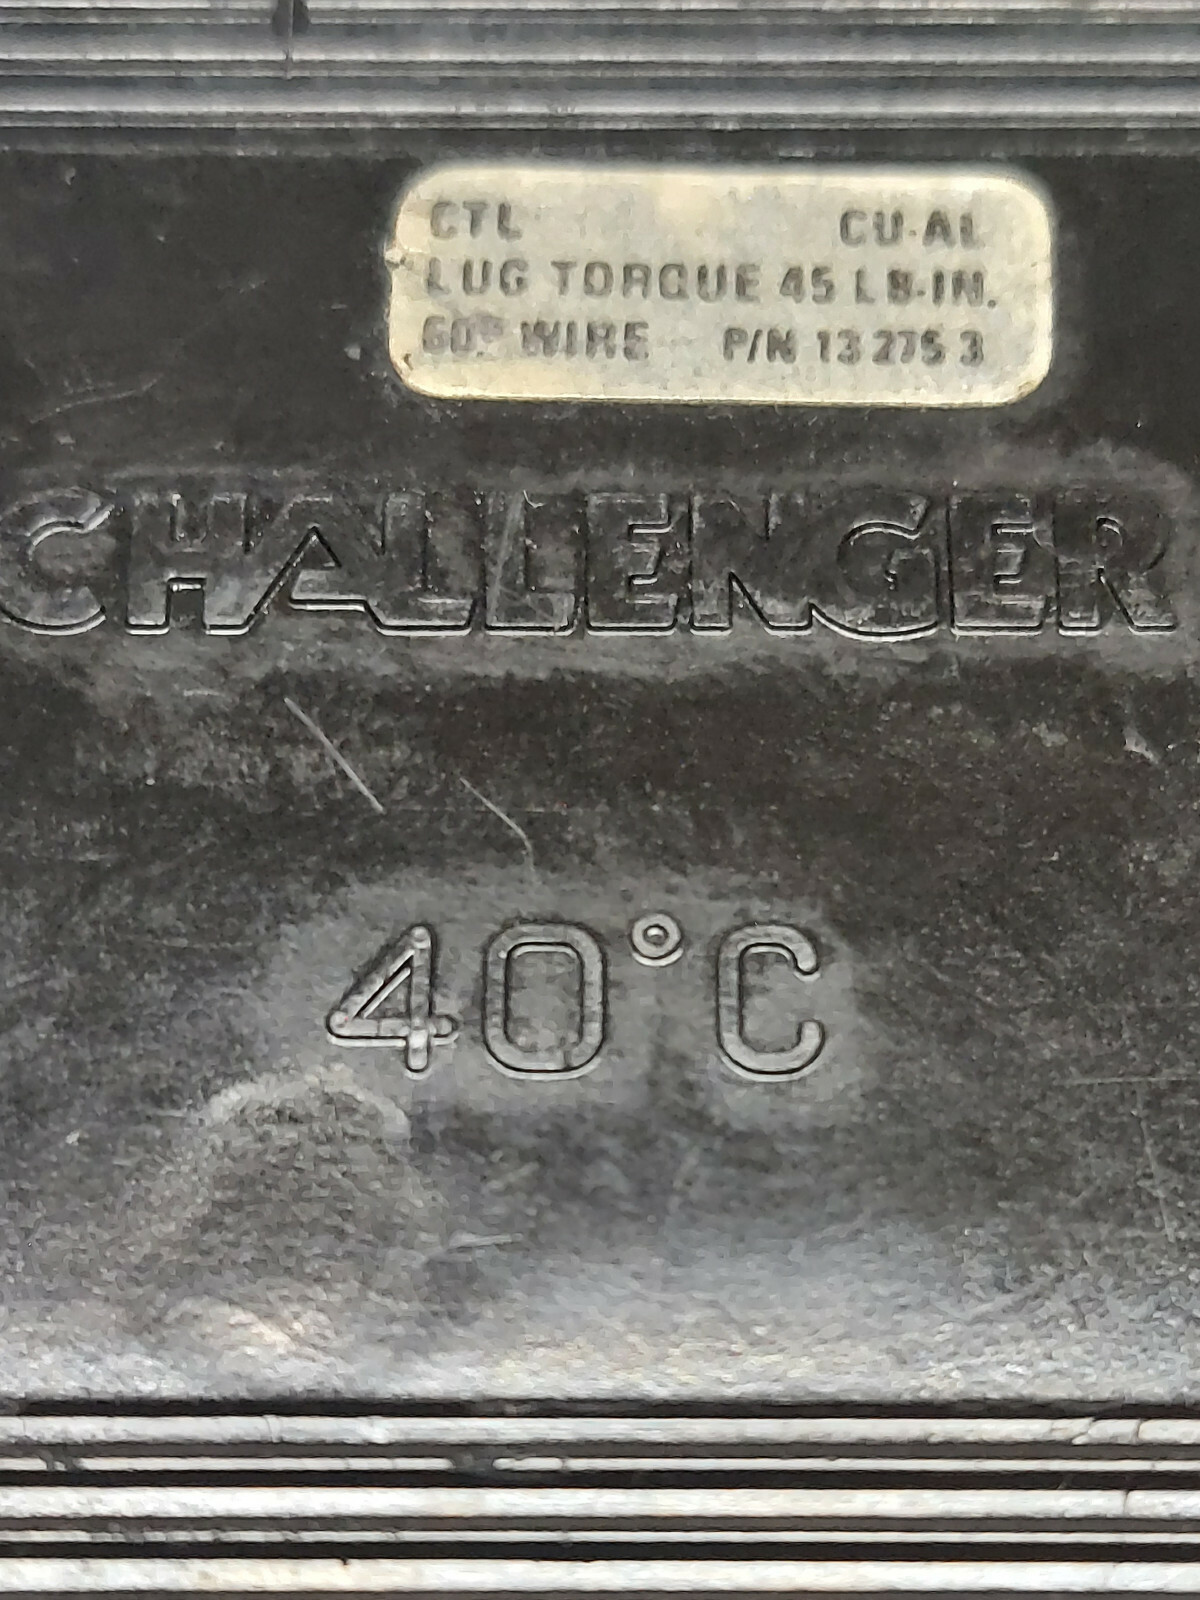 CTL CU-AL
LUG TORQUE 45 LB-IN.
60° WIRE P/N 13 275 3
CHALLENGER
40°C